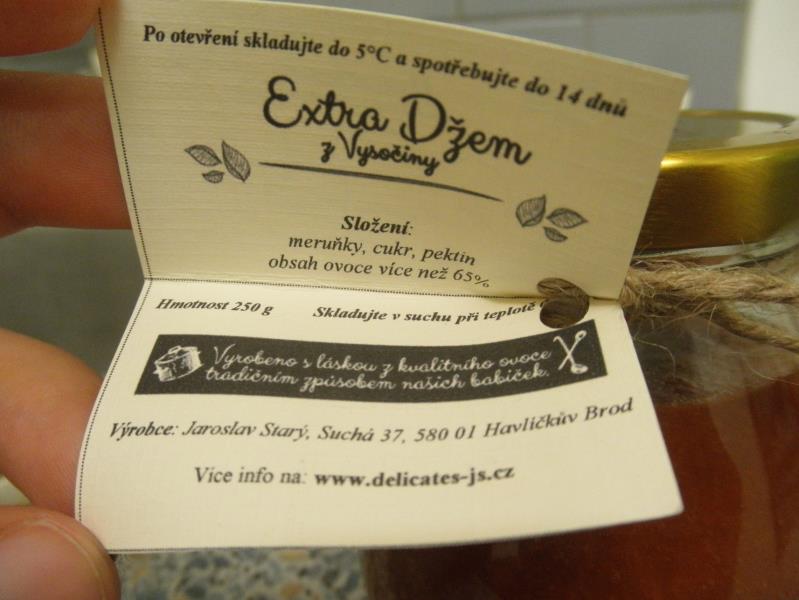 Po otevření skladujte do 5°C a spotřebujte do 14 dnů
Extra Džem
z Vysočiny
Složení:
meruňky, cukr, pektin
obsah ovoce více než 65%
Hmotnost 250 g Skladujte v suchu při teplotě
Vyrobeno s láskou z kvalitního ovoce
tradičním způsobem našich babiček.
Výrobce: Jaroslav Starý, Suchá 37, 580 01 Havlíčkův Brod
Více info na: www.delicates-js.cz